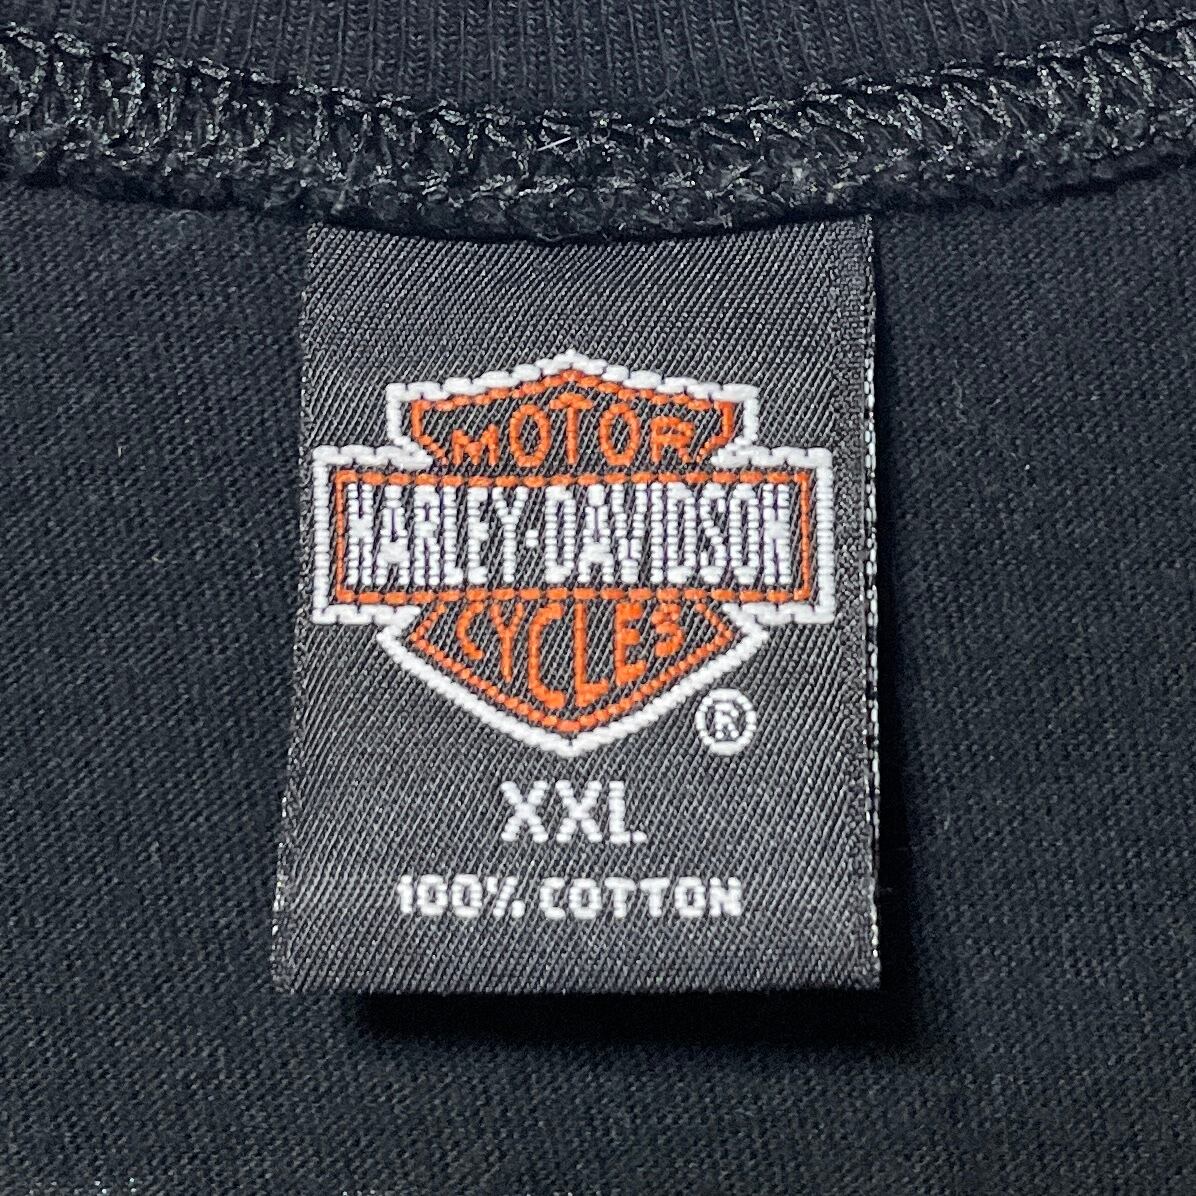 MOTOR
HARLEY-DAVIDSON
CYCLES
®
XXL
100% COTTON